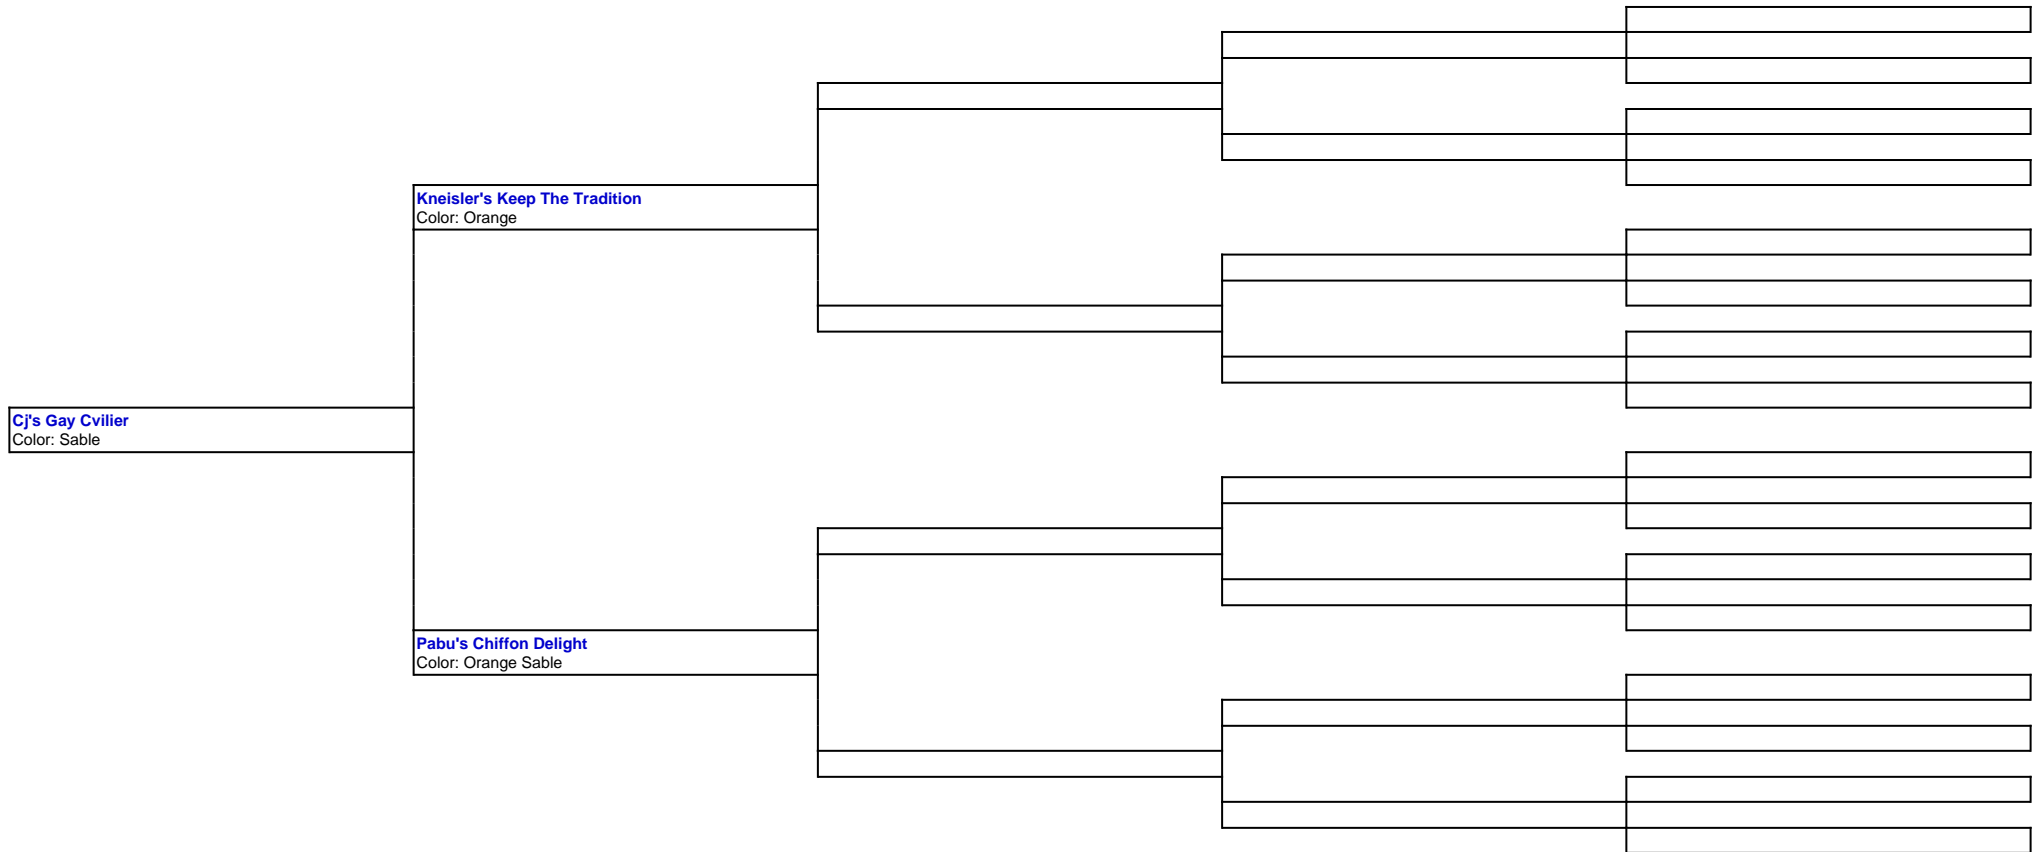 Kneisler's Keep The Tradition
Color: Orange
Cj's Gay Cvilier
Color: Sable
Pabu's Chiffon Delight
Color: Orange Sable